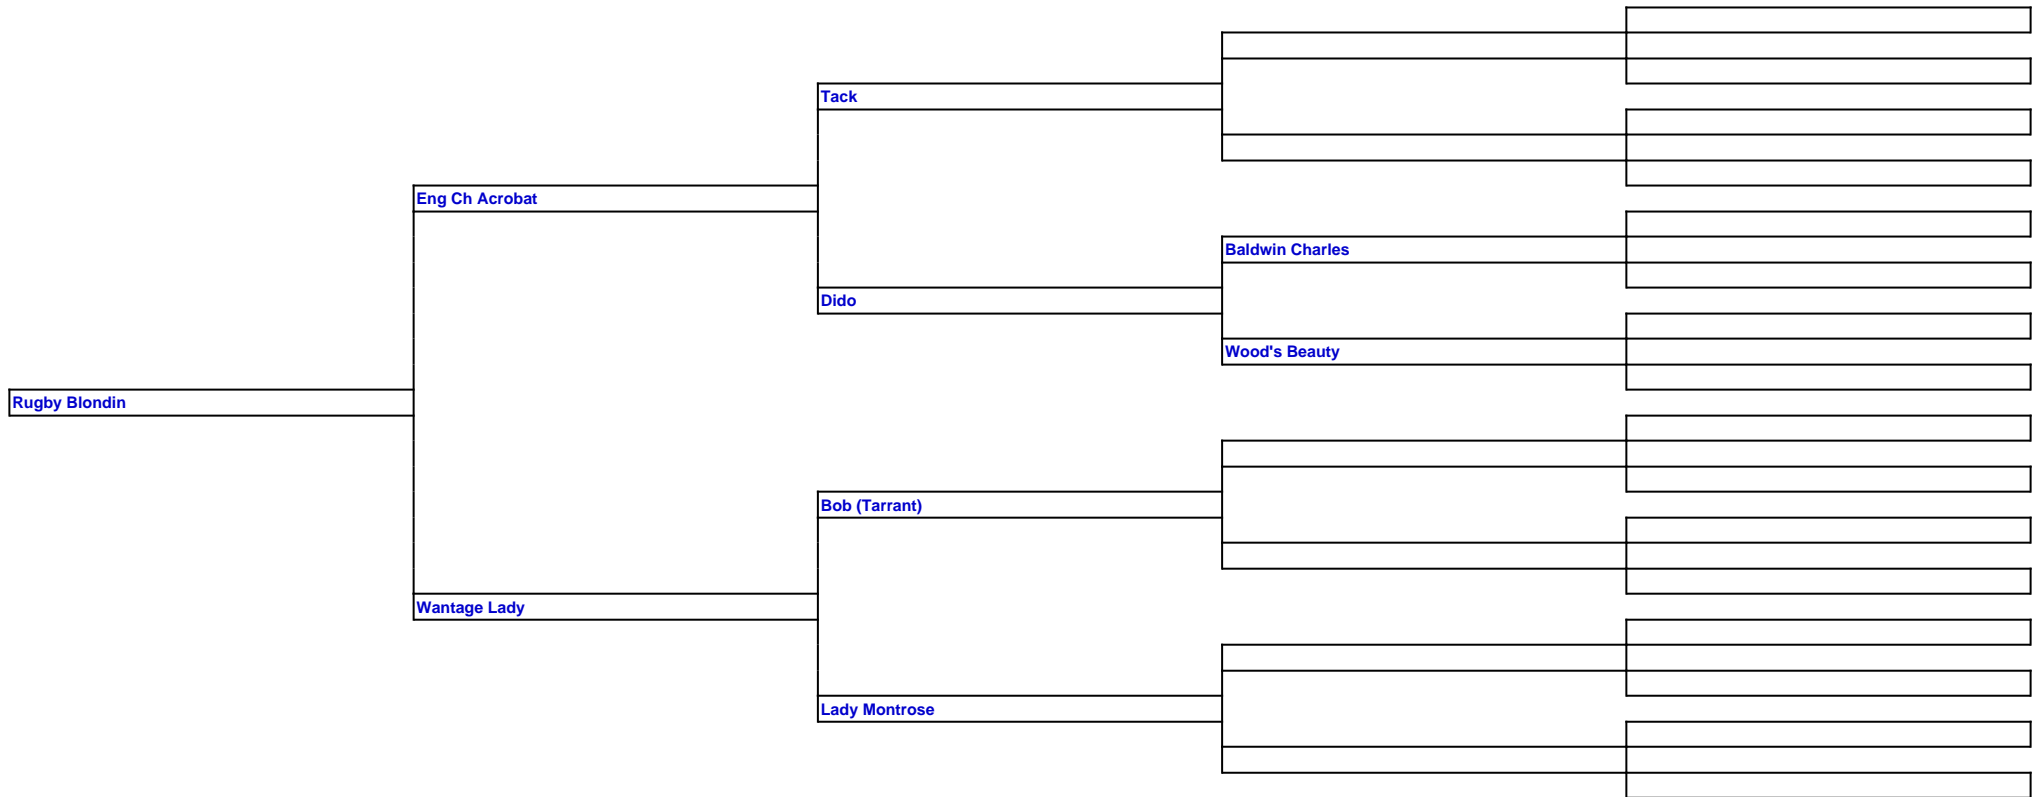 Tack
Eng Ch Acrobat
Baldwin Charles
Dido
Wood's Beauty
Rugby Blondin
Bob (Tarrant)
Wantage Lady
Lady Montrose